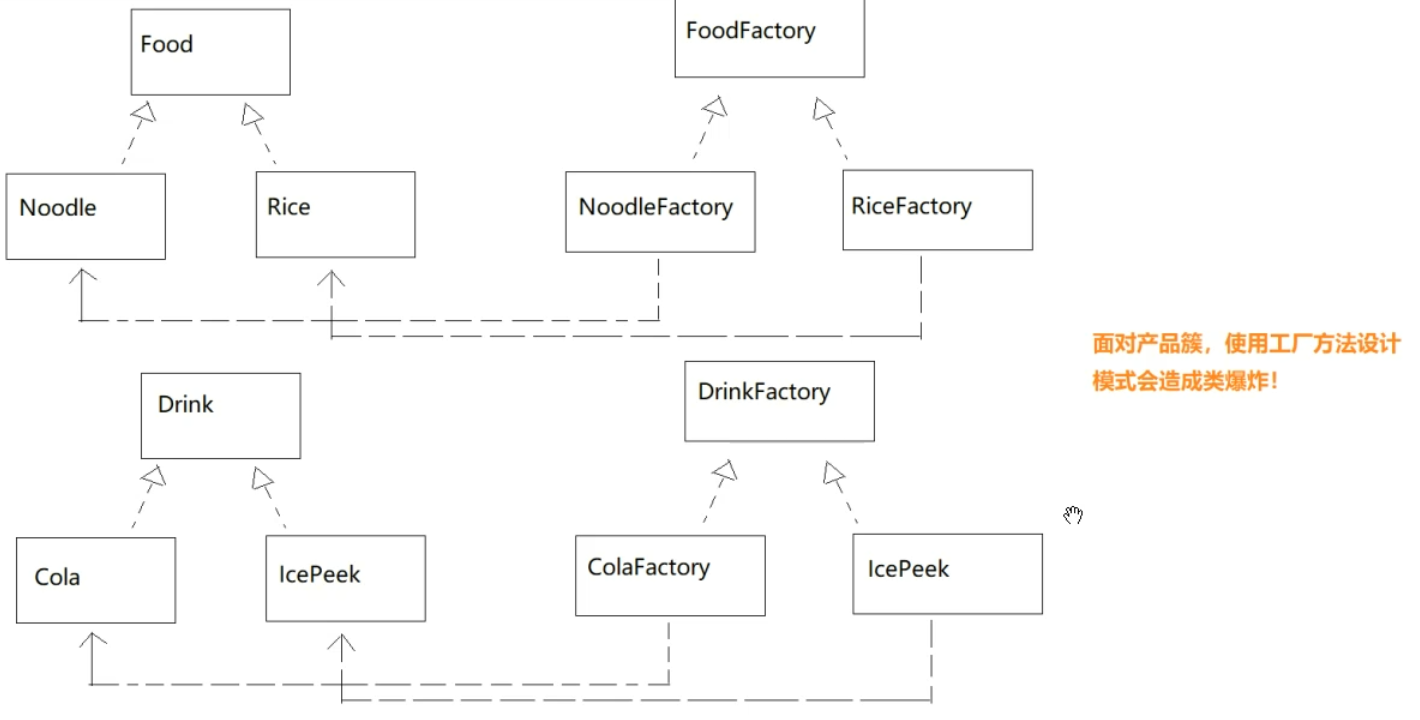 Food
FoodFactory
Noodle
Rice
NoodleFactory
RiceFactory
面对产品簇，使用工厂方法设计
模式会造成类爆炸！
Drink
DrinkFactory
Cola
IcePeek
ColaFactory
IcePeek